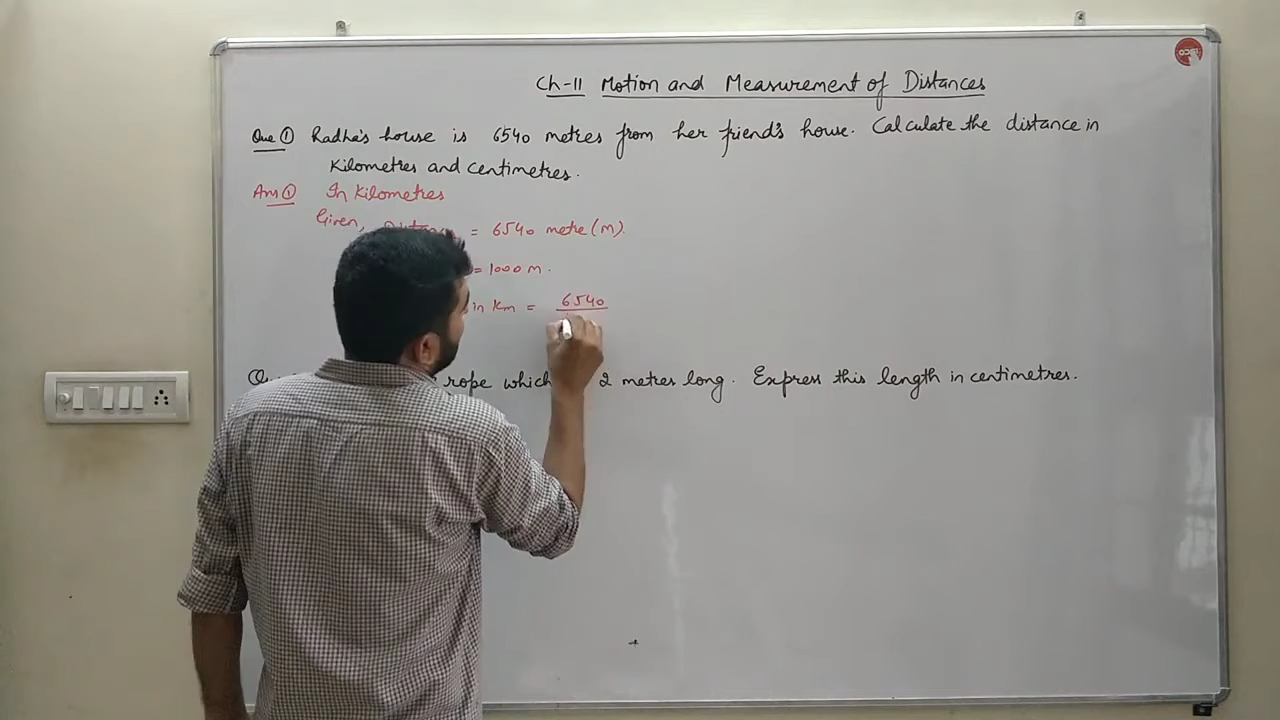 Ch-11 Motion and Measurement of Distances
Que ① Radha's house is 6540 metres from her friend's house. Calculate the distance in
Kilometres and centimetres.
Ans ① In Kilometres
Given, Distance = 6540 metre (m).
= 1000 m.
in Km = 6540
rope which 2 metres long. Express this length in centimetres.